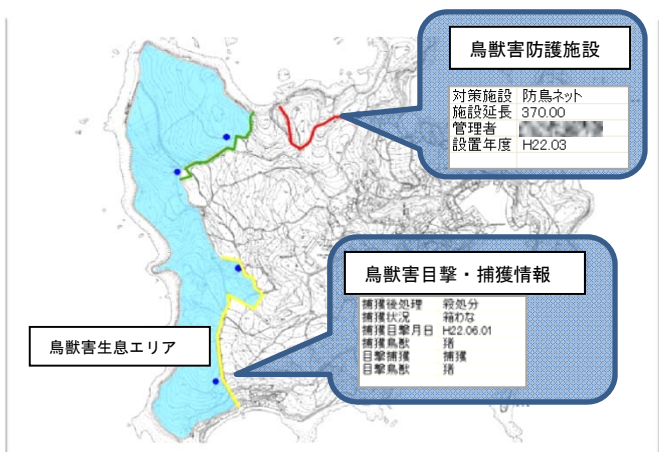 鳥獣害防護施設
対策施設 防鳥ネット
施設延長 370.00
管理者
設置年度 H22.03
鳥獣害目撃・捕獲情報
捕獲後処理 殺処分
捕獲状況 箱わな
捕獲目撃月日 H22.06.01
捕獲鳥獣 猪
目撃捕獲 捕獲
目撃鳥獣 猪
鳥獣害生息エリア